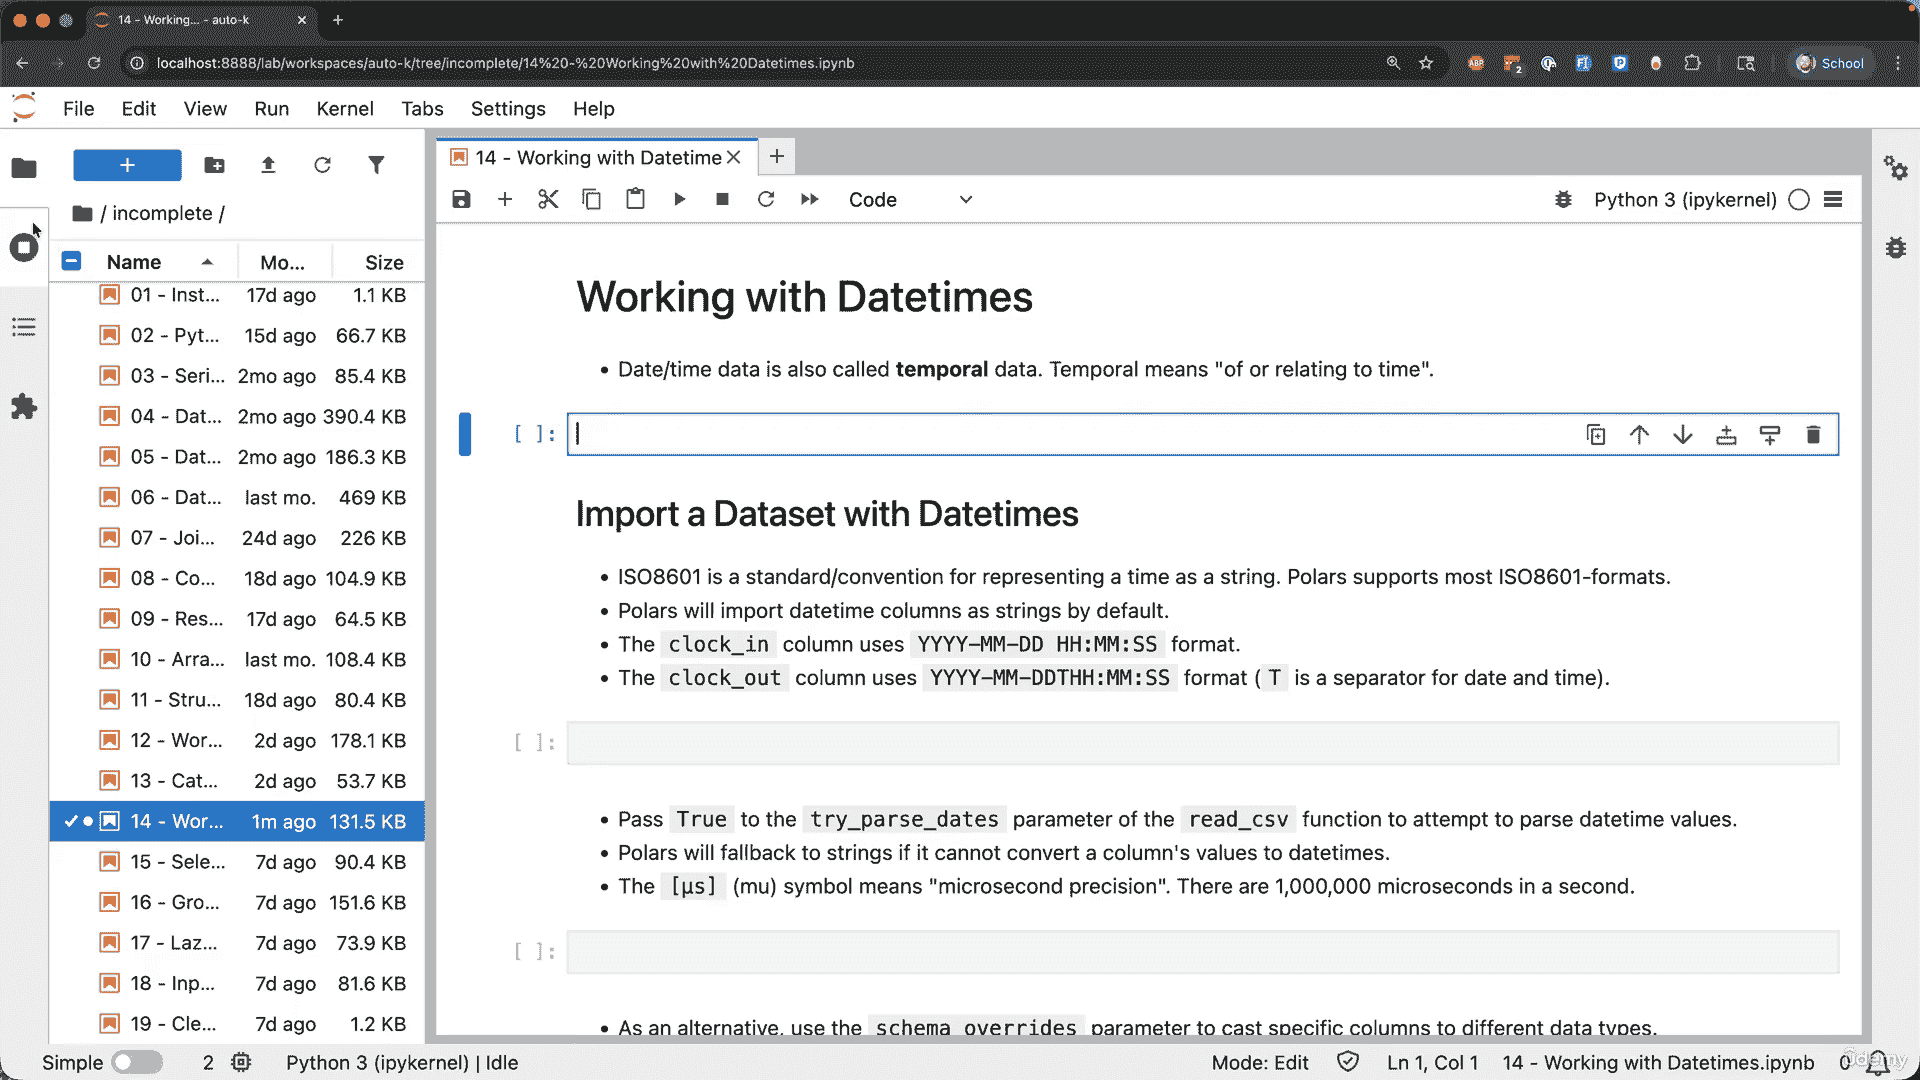 14 - Working... - auto-k
localhost:8888/lab/workspaces/auto-k/tree/incomplete/14%20-%20Working%20with%20Datetimes.ipynb
ABP
2
School
File Edit View Run Kernel Tabs Settings Help
14 - Working with Datetime
/ incomplete /
Code
Python 3 (ipykernel)
Name Mo... Size
01 - Inst... 17d ago 1.1 KB
02 - Pyt... 15d ago 66.7 KB
03 - Seri... 2mo ago 85.4 KB
04 - Dat... 2mo ago 390.4 KB
05 - Dat... 2mo ago 186.3 KB
06 - Dat... last mo. 469 KB
07 - Joi... 24d ago 226 KB
08 - Co... 18d ago 104.9 KB
09 - Res... 17d ago 64.5 KB
10 - Arra... last mo. 108.4 KB
11 - Stru... 18d ago 80.4 KB
12 - Wor... 2d ago 178.1 KB
13 - Cat... 2d ago 53.7 KB
14 - Wor... 1m ago 131.5 KB
15 - Sele... 7d ago 90.4 KB
16 - Gro... 7d ago 151.6 KB
17 - Laz... 7d ago 73.9 KB
18 - Inp... 7d ago 81.6 KB
19 - Cle... 7d ago 1.2 KB
Working with Datetimes
• Date/time data is also called temporal data. Temporal means "of or relating to time".
[ ]:
Import a Dataset with Datetimes
• ISO8601 is a standard/convention for representing a time as a string. Polars supports most ISO8601-formats.
• Polars will import datetime columns as strings by default.
• The clock_in column uses YYYY-MM-DD HH:MM:SS format.
• The clock_out column uses YYYY-MM-DDTHH:MM:SS format ( T is a separator for date and time).
[ ]:
• Pass True to the try_parse_dates parameter of the read_csv function to attempt to parse datetime values.
• Polars will fallback to strings if it cannot convert a column's values to datetimes.
• The [μs] (mu) symbol means "microsecond precision". There are 1,000,000 microseconds in a second.
[ ]:
• As an alternative, use the schema_overrides parameter to cast specific columns to different data types.
Simple 2 Python 3 (ipykernel) | Idle Mode: Edit Ln 1, Col 1 14 - Working with Datetimes.ipynb 0
Udemy